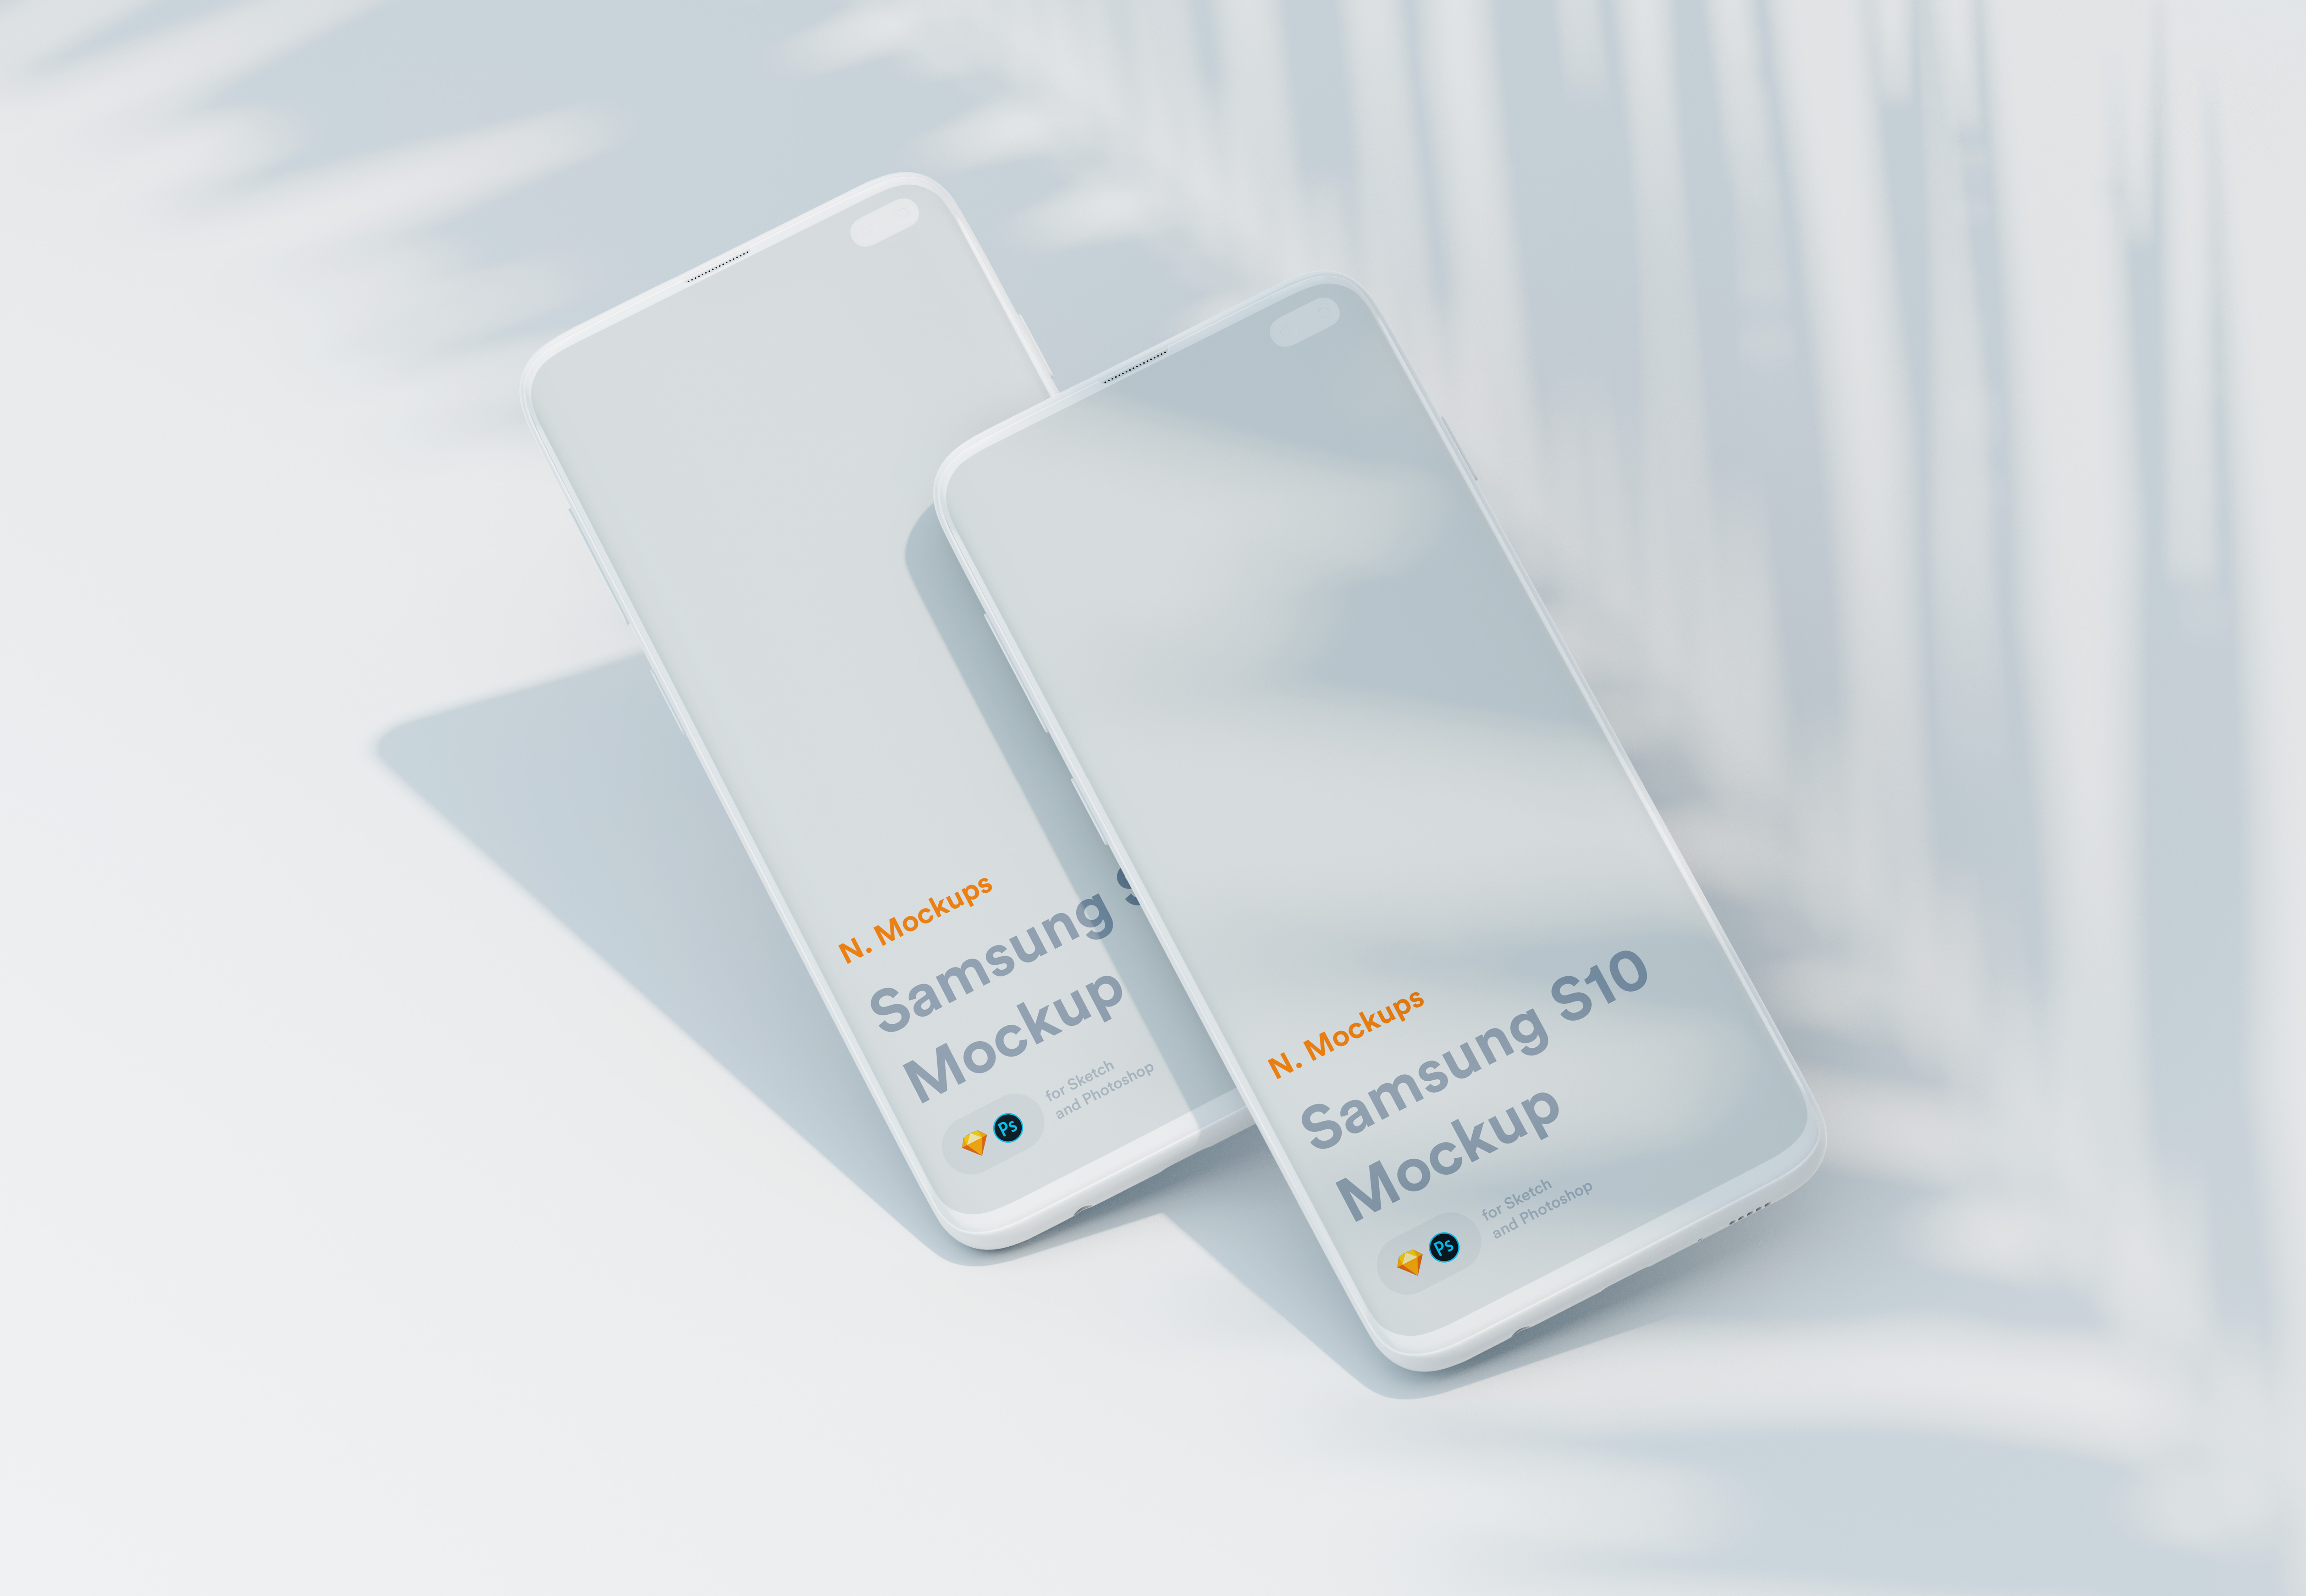 N. Mockups
Samsung S
Mockup
for Sketch
and Photoshop
Ps
N. Mockups
Samsung S10
Mockup
for Sketch
and Photoshop
Ps